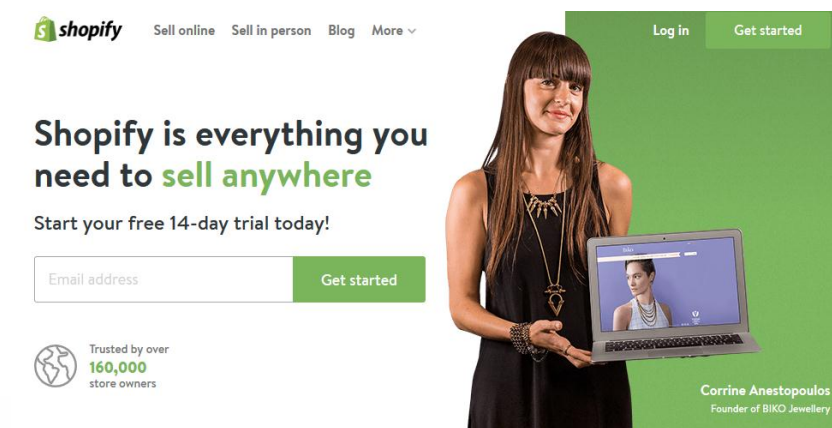 shopify
Sell online Sell in person Blog More
Log in Get started
Shopify is everything you
need to sell anywhere
Start your free 14-day trial today!
Email address Get started
Trusted by over
160,000
store owners
biko
Corrine Anestopoulos
Founder of BIKO Jewellery